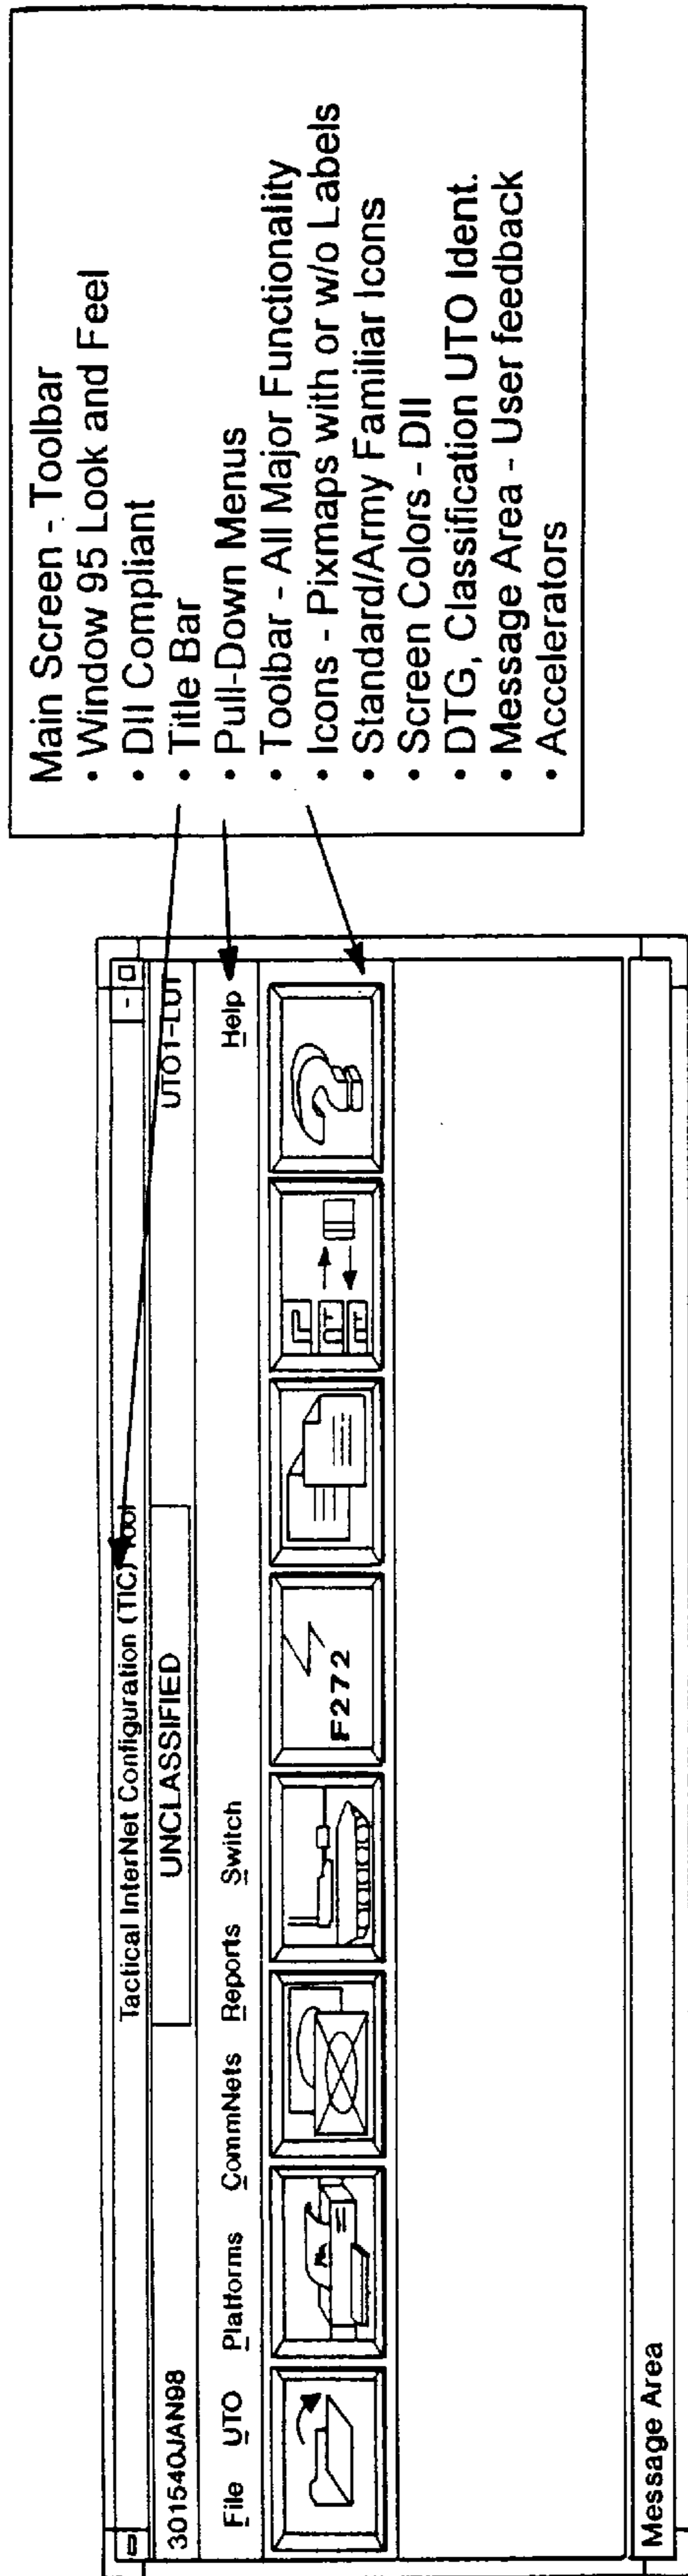 Tactical InterNet Configuration (TIC) Tool
301540JAN98 UNCLASSIFIED UTO1-LUT
File UTO Platforms CommNets Reports Switch Help
F272
Message Area
Main Screen - Toolbar
• Window 95 Look and Feel
• DII Compliant
• Title Bar
• Pull-Down Menus
• Toolbar - All Major Functionality
• Icons - Pixmaps with or w/o Labels
• Standard/Army Familiar Icons
• Screen Colors - DII
• DTG, Classification UTO Ident.
• Message Area - User feedback
• Accelerators